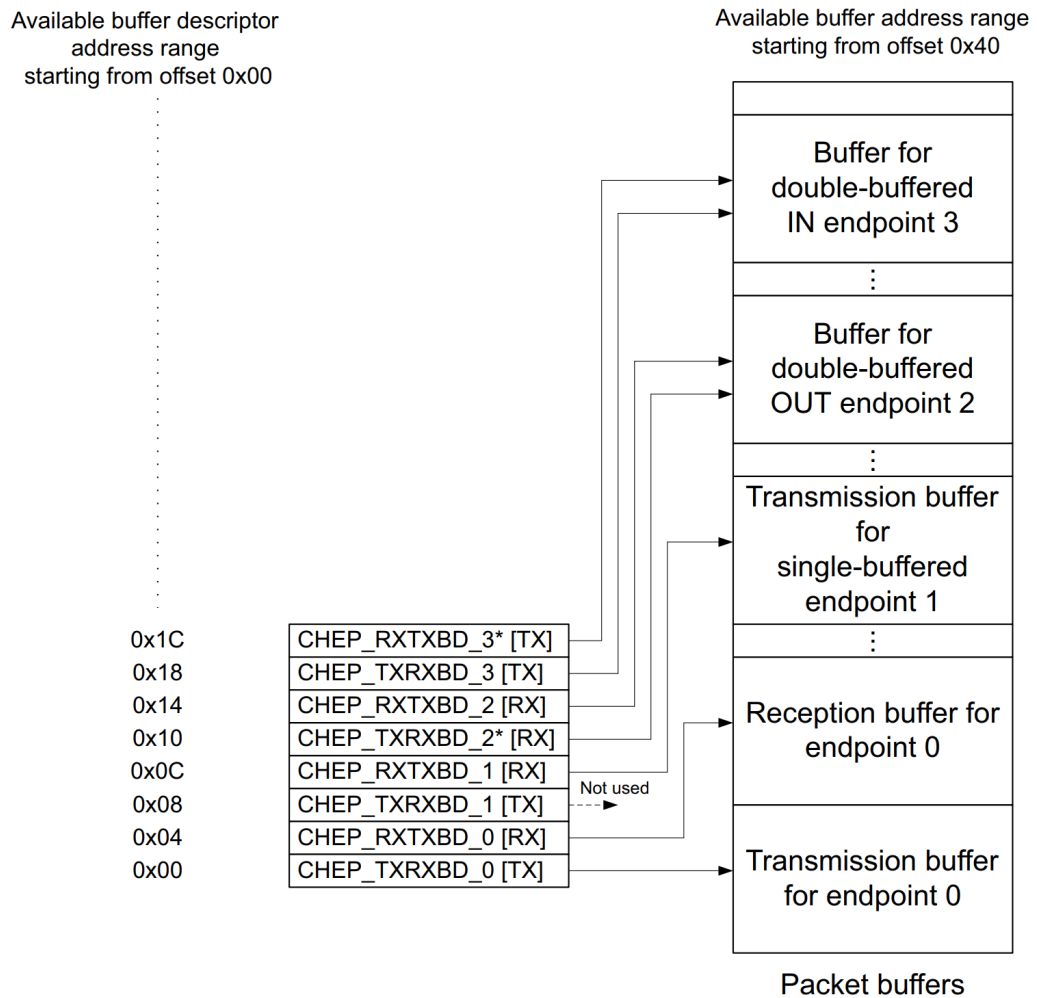 Available buffer descriptor
address range
starting from offset 0x00
Available buffer address range
starting from offset 0x40
Buffer for
double-buffered
IN endpoint 3
⋮
Buffer for
double-buffered
OUT endpoint 2
⋮
Transmission buffer
for
single-buffered
endpoint 1
⋮
Reception buffer for
endpoint 0
Transmission buffer
for endpoint 0
Packet buffers
0x1C CHEP_RXTXBD_3* [TX]
0x18 CHEP_TXRXBD_3 [TX]
0x14 CHEP_RXTXBD_2 [RX]
0x10 CHEP_TXRXBD_2* [RX]
0x0C CHEP_RXTXBD_1 [RX]
0x08 CHEP_TXRXBD_1 [TX] Not used
0x04 CHEP_RXTXBD_0 [RX]
0x00 CHEP_TXRXBD_0 [TX]